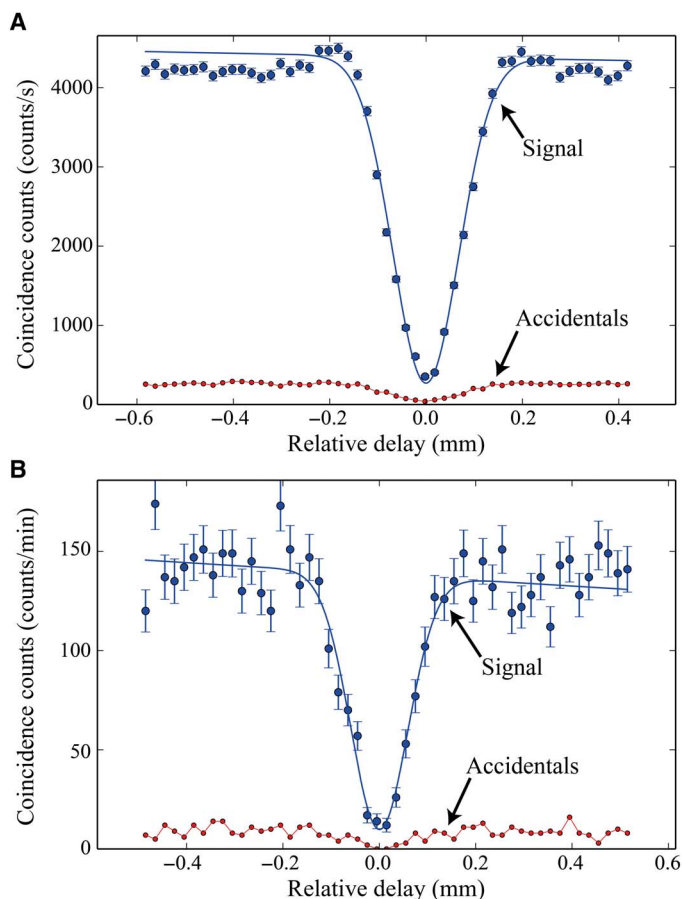 A
Coincidence counts (counts/s)
4000
3000
2000
1000
0
Signal
Accidentals
−0.6 −0.4 −0.2 0.0 0.2 0.4
Relative delay (mm)
B
Coincidence counts (counts/min)
150
100
50
0
Signal
Accidentals
−0.4 −0.2 0.0 0.2 0.4 0.6
Relative delay (mm)